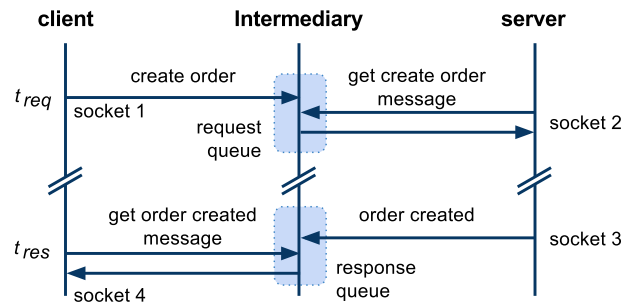 client
Intermediary
server
create order
get create order
message
t req
socket 1
request
queue
socket 2
get order created
message
order created
t res
socket 3
response
queue
socket 4